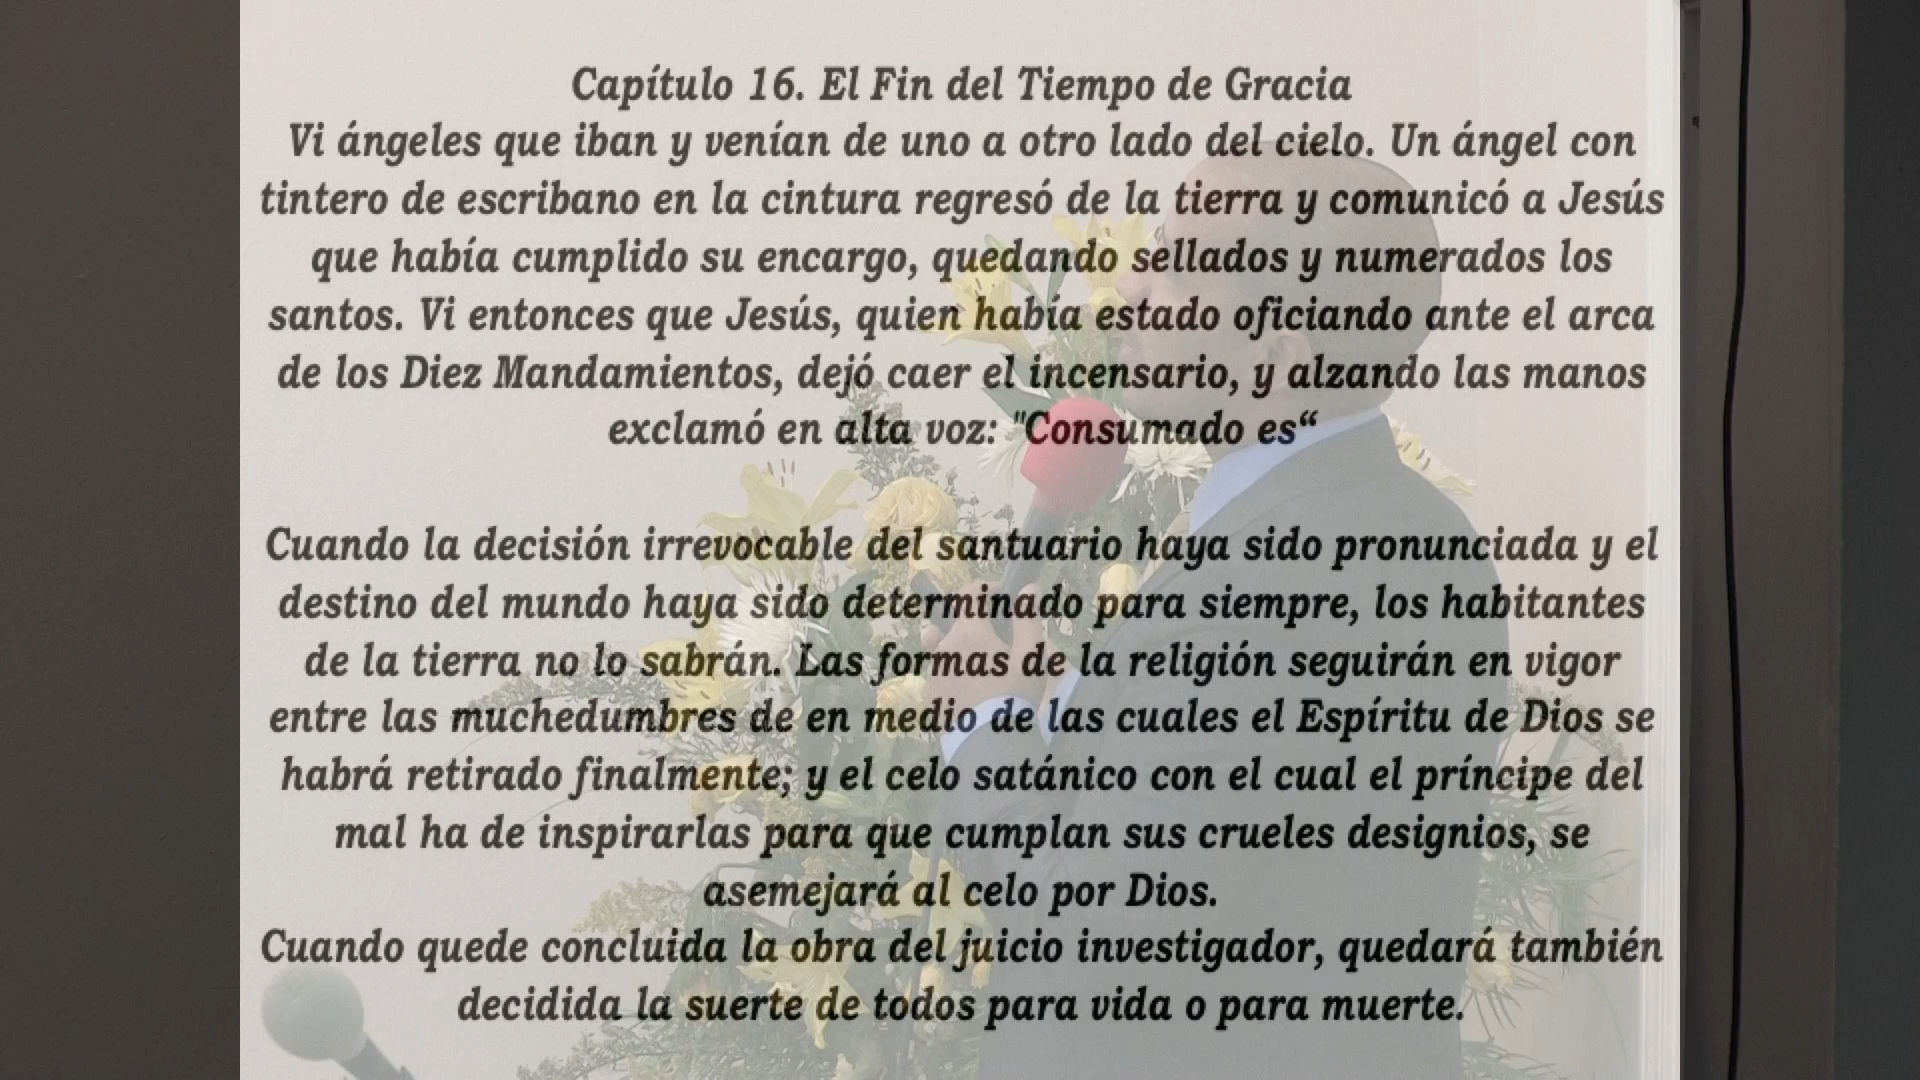 Capítulo 16. El Fin del Tiempo de Gracia
Vi ángeles que iban y venían de uno a otro lado del cielo. Un ángel con
tintero de escribano en la cintura regresó de la tierra y comunicó a Jesús
que había cumplido su encargo, quedando sellados y numerados los
santos. Vi entonces que Jesús, quien había estado oficiando ante el arca
de los Diez Mandamientos, dejó caer el incensario, y alzando las manos
exclamó en alta voz: "Consumado es“
Cuando la decisión irrevocable del santuario haya sido pronunciada y el
destino del mundo haya sido determinado para siempre, los habitantes
de la tierra no lo sabrán. Las formas de la religión seguirán en vigor
entre las muchedumbres de en medio de las cuales el Espíritu de Dios se
habrá retirado finalmente; y el celo satánico con el cual el príncipe del
mal ha de inspirarlas para que cumplan sus crueles designios, se
asemejará al celo por Dios.
Cuando quede concluida la obra del juicio investigador, quedará también
decidida la suerte de todos para vida o para muerte.